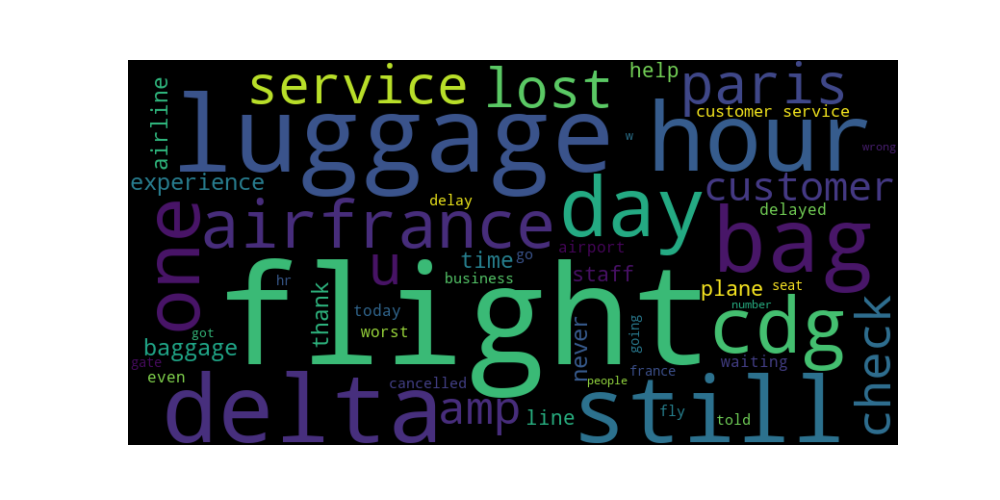 service
lost
help
paris
airline
luggage
hour
customer service
w
wrong
experience
customer
day
delay
delayed
airfrance
one
bag
airport
u
time
go
staff
flight
hr
business
plane
seat
thank
today
number
cdg
check
got
worst
never
going
baggage
gate
even
waiting
france
people
cancelled
delta
amp
line
still
fly
told